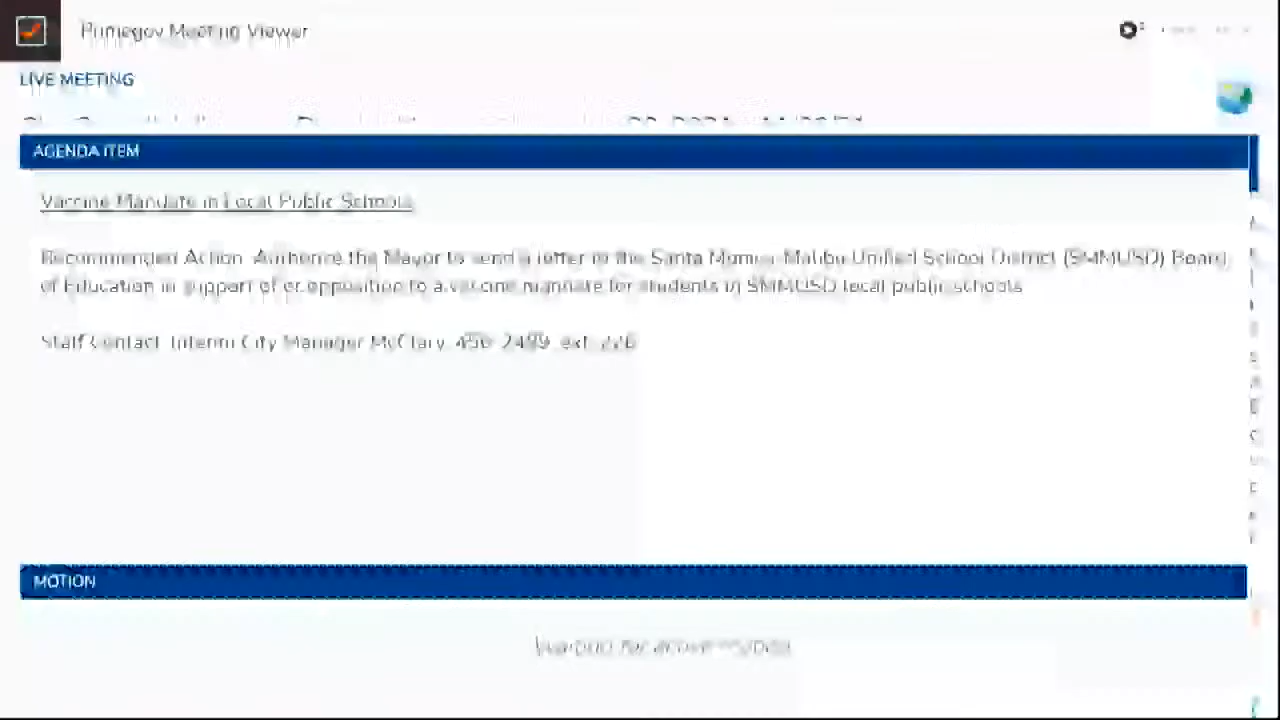 Primegov Meeting Viewer
LIVE MEETING
AGENDA ITEM
Vaccine Mandate in Local Public Schools
Recommended Action: Authorize the Mayor to send a letter to the Santa Monica-Malibu Unified School District (SMMUSD) Board
of Education in support of or opposition to a vaccine mandate for students in SMMUSD local public schools
Staff Contact: Interim City Manager McClary, 456-2489, ext. 226
MOTION
Waiting for active motion